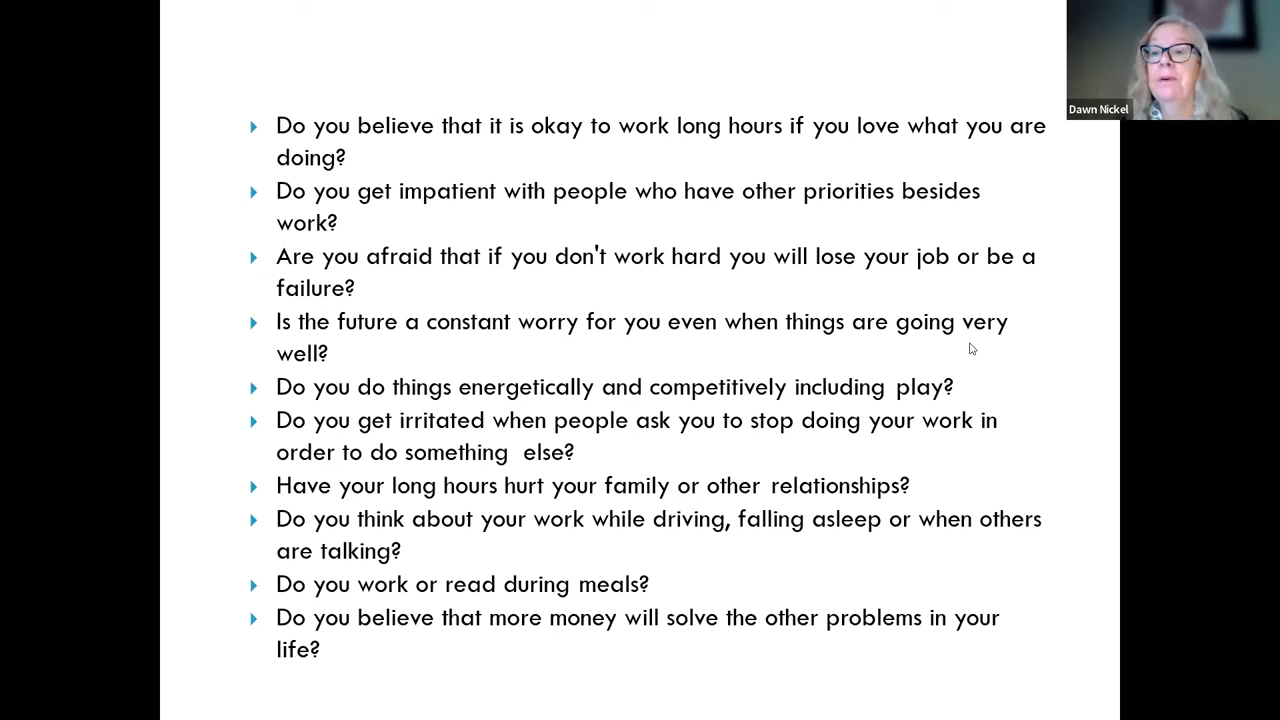 Do you believe that it is okay to work long hours if you love what you are
doing?
Do you get impatient with people who have other priorities besides
work?
Are you afraid that if you don't work hard you will lose your job or be a
failure?
Is the future a constant worry for you even when things are going very
well?
Do you do things energetically and competitively including play?
Do you get irritated when people ask you to stop doing your work in
order to do something else?
Have your long hours hurt your family or other relationships?
Do you think about your work while driving, falling asleep or when others
are talking?
Do you work or read during meals?
Do you believe that more money will solve the other problems in your
life?
Dawn Nickel